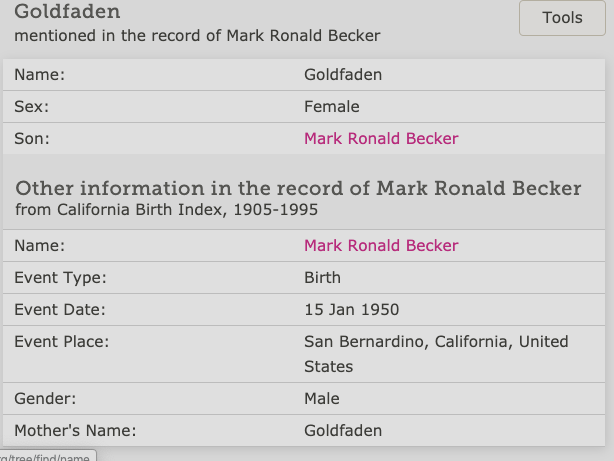 Goldfaden
Tools
mentioned in the record of Mark Ronald Becker
Name: Goldfaden
Sex: Female
Son: Mark Ronald Becker
Other information in the record of Mark Ronald Becker
from California Birth Index, 1905-1995
Name: Mark Ronald Becker
Event Type: Birth
Event Date: 15 Jan 1950
Event Place: San Bernardino, California, United
States
Gender: Male
Mother's Name: Goldfaden
/tree/find/name